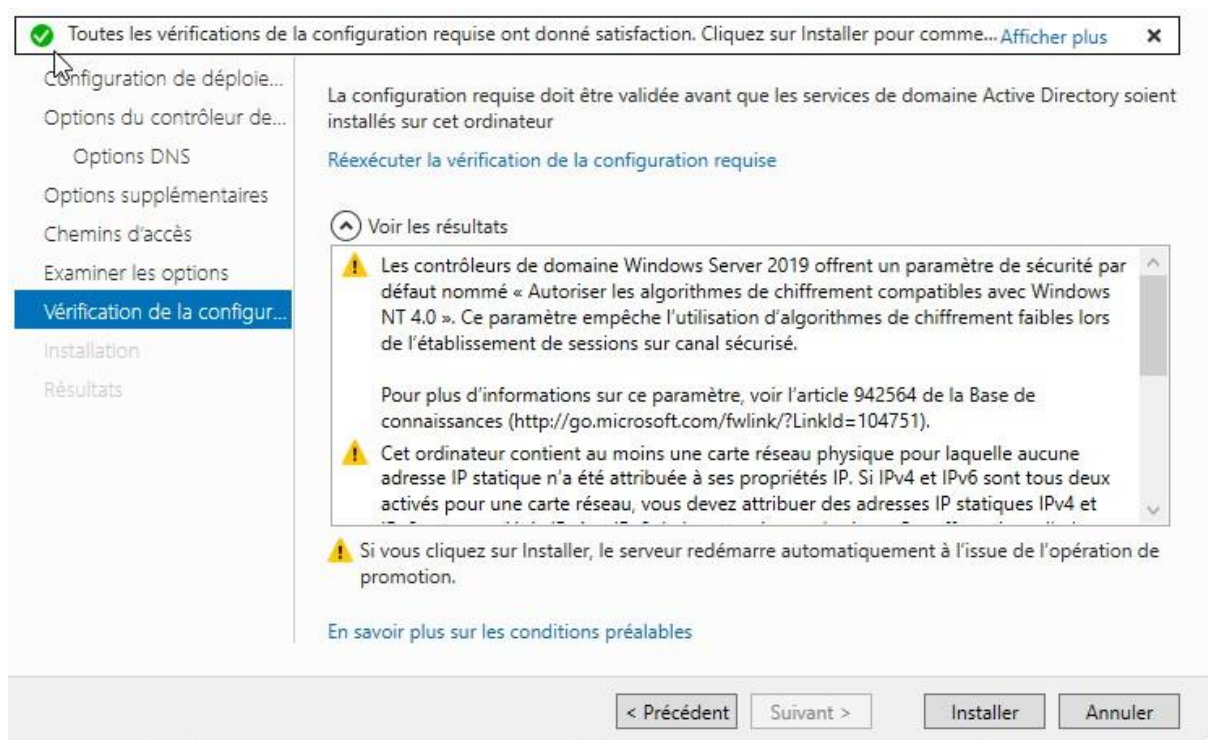 Toutes les vérifications de la configuration requise ont donné satisfaction. Cliquez sur Installer pour comme... Afficher plus
Configuration de déploie...
Options du contrôleur de...
Options DNS
Options supplémentaires
Chemins d'accès
Examiner les options
Vérification de la configur...
Installation
Résultats
La configuration requise doit être validée avant que les services de domaine Active Directory soient
installés sur cet ordinateur
Réexécuter la vérification de la configuration requise
Voir les résultats
Les contrôleurs de domaine Windows Server 2019 offrent un paramètre de sécurité par
défaut nommé « Autoriser les algorithmes de chiffrement compatibles avec Windows
NT 4.0 ». Ce paramètre empêche l'utilisation d'algorithmes de chiffrement faibles lors
de l'établissement de sessions sur canal sécurisé.
Pour plus d'informations sur ce paramètre, voir l'article 942564 de la Base de
connaissances (http://go.microsoft.com/fwlink/?LinkId=104751).
Cet ordinateur contient au moins une carte réseau physique pour laquelle aucune
adresse IP statique n'a été attribuée à ses propriétés IP. Si IPv4 et IPv6 sont tous deux
activés pour une carte réseau, vous devez attribuer des adresses IP statiques IPv4 et
Si vous cliquez sur Installer, le serveur redémarre automatiquement à l'issue de l'opération de
promotion.
En savoir plus sur les conditions préalables
< Précédent
Suivant >
Installer
Annuler